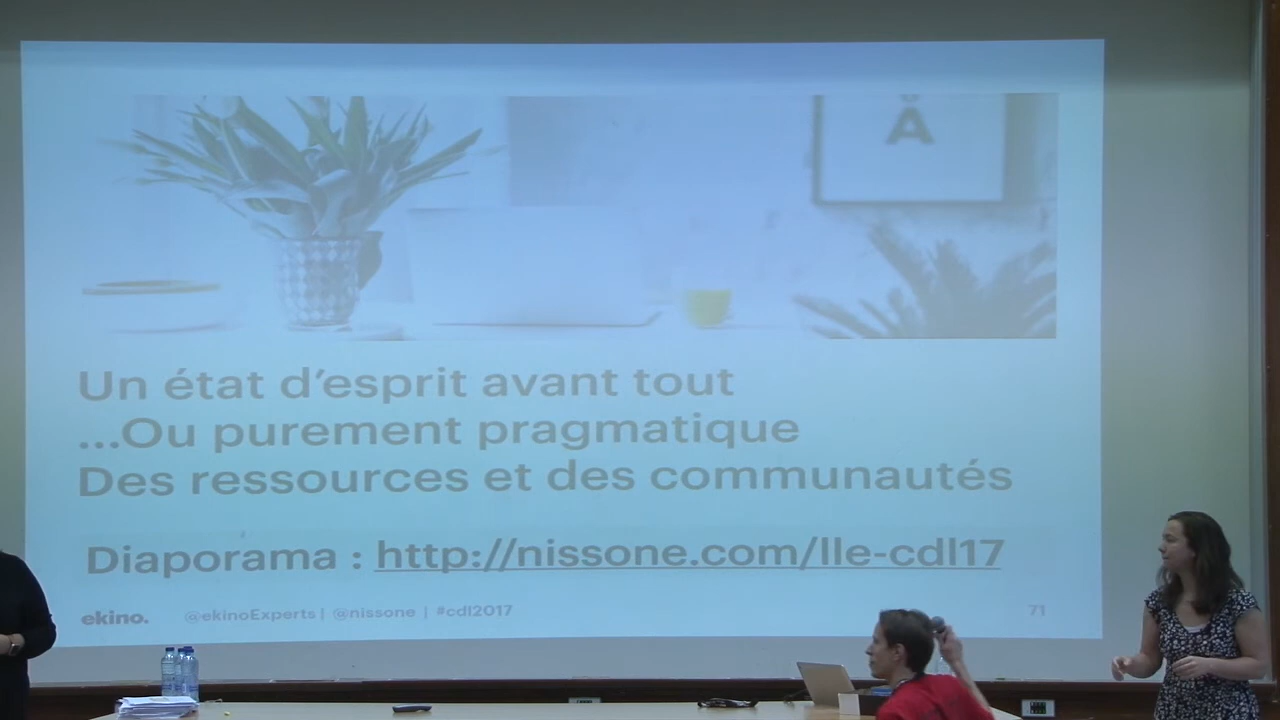 Ă
Un état d'esprit avant tout
...Ou purement pragmatique
Des ressources et des communautés
Diaporama : http://nissone.com/lle-cdl17
ekino. @ekinoExperts | @nissone | #cdl2017 71